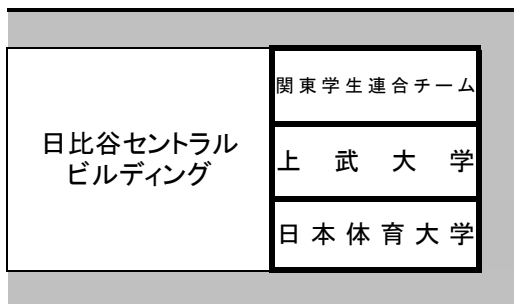 日比谷セントラル
ビルディング
関東学生連合チーム
上武大学
日本体育大学